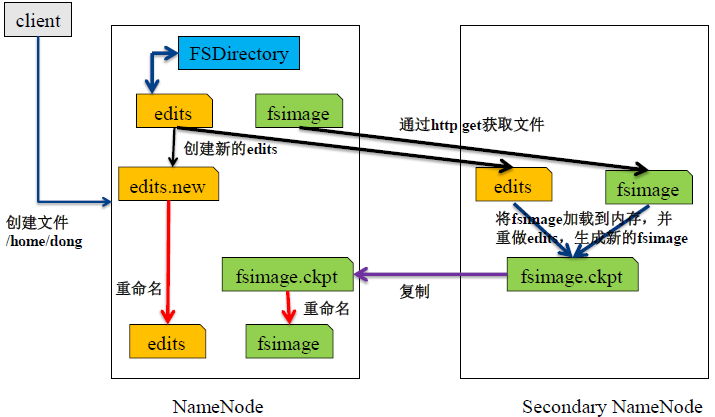 client
FSDirectory
edits
fsimage
通过http get获取文件
创建新的edits
edits.new
edits
fsimage
创建文件
/home/dong
将fsimage加载到内存，并
重做edits，生成新的fsimage
重命名
fsimage.ckpt
复制
fsimage.ckpt
重命名
edits
fsimage
NameNode
Secondary NameNode